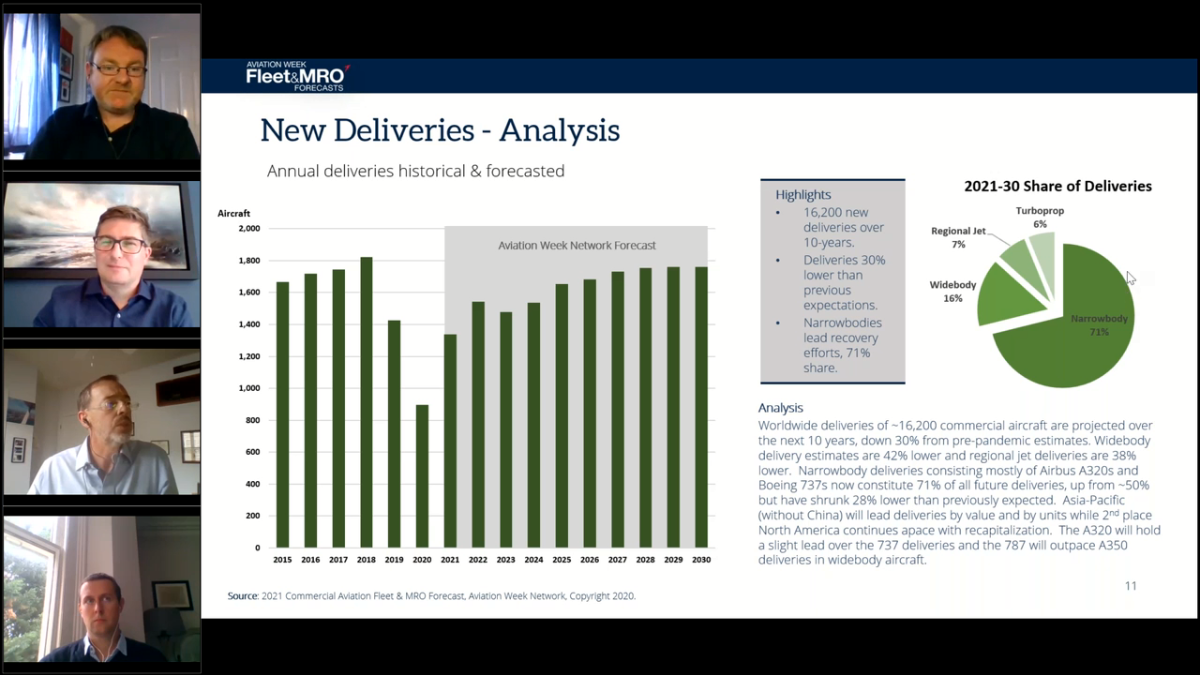 AVIATION WEEK
Fleet&MRO
FORECASTS
New Deliveries - Analysis
Annual deliveries historical & forecasted
Aircraft
2,000
1,800
1,600
1,400
1,200
1,000
800
600
400
200
0
Aviation Week Network Forecast
2015 2016 2017 2018 2019 2020 2021 2022 2023 2024 2025 2026 2027 2028 2029 2030
Highlights
• 16,200 new
deliveries over
10-years.
• Deliveries 30%
lower than
previous
expectations.
• Narrowbodies
lead recovery
efforts, 71%
share.
2021-30 Share of Deliveries
Turboprop
6%
Regional Jet
7%
Widebody
16%
Narrowbody
71%
Analysis
Worldwide deliveries of ~16,200 commercial aircraft are projected over
the next 10 years, down 30% from pre-pandemic estimates. Widebody
delivery estimates are 42% lower and regional jet deliveries are 38%
lower. Narrowbody deliveries consisting mostly of Airbus A320s and
Boeing 737s now constitute 71% of all future deliveries, up from ~50%
but have shrunk 28% lower than previously expected. Asia-Pacific
(without China) will lead deliveries by value and by units while 2nd place
North America continues apace with recapitalization. The A320 will hold
a slight lead over the 737 deliveries and the 787 will outpace A350
deliveries in widebody aircraft.
Source: 2021 Commercial Aviation Fleet & MRO Forecast, Aviation Week Network, Copyright 2020.
11